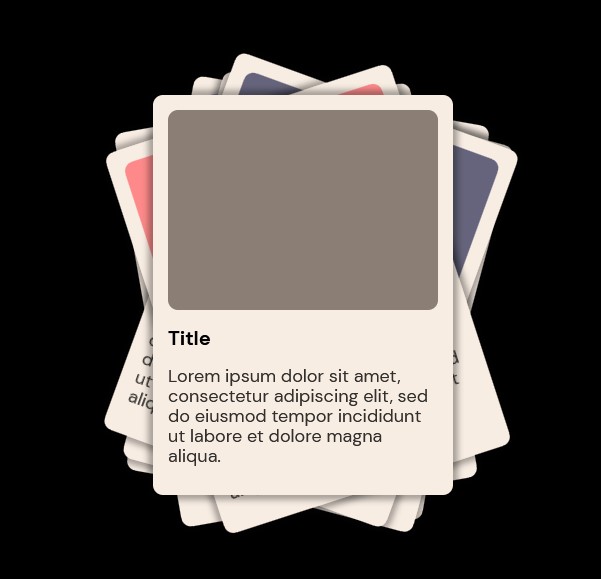 Title
Lorem ipsum dolor sit amet,
consectetur adipiscing elit, sed
do eiusmod tempor incididunt
ut labore et dolore magna
aliqua.